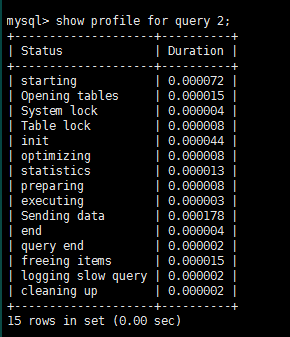 mysql> show profile for query 2;
+--------------------+----------+
| Status             | Duration |
+--------------------+----------+
| starting           | 0.000072 |
| Opening tables     | 0.000015 |
| System lock        | 0.000004 |
| Table lock         | 0.000008 |
| init               | 0.000044 |
| optimizing         | 0.000008 |
| statistics         | 0.000013 |
| preparing          | 0.000008 |
| executing          | 0.000003 |
| Sending data       | 0.000178 |
| end                | 0.000004 |
| query end          | 0.000002 |
| freeing items      | 0.000015 |
| logging slow query | 0.000002 |
| cleaning up        | 0.000002 |
+--------------------+----------+
15 rows in set (0.00 sec)